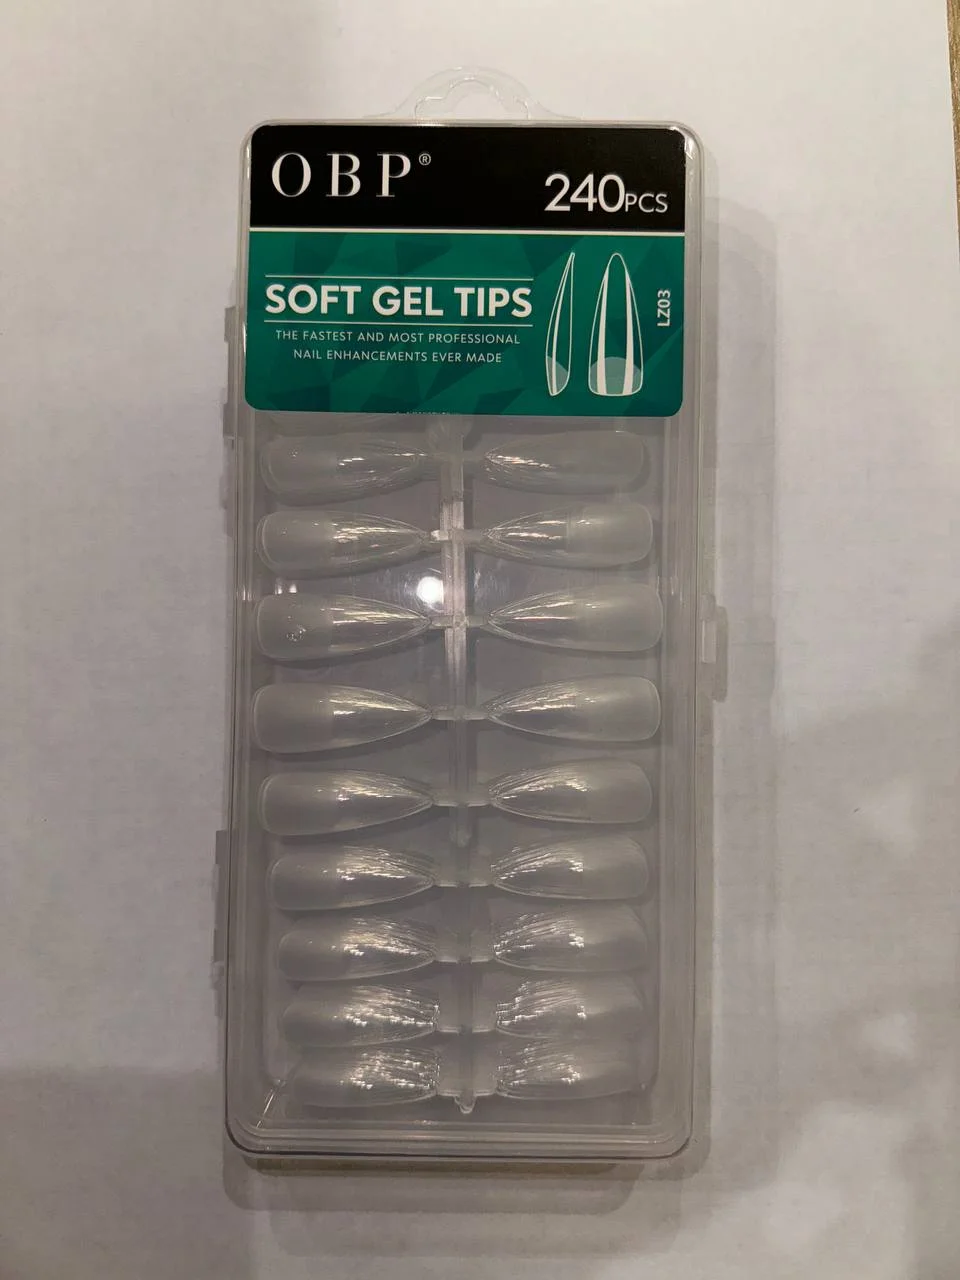 OBP®
240PCS
SOFT GEL TIPS
THE FASTEST AND MOST PROFESSIONAL
NAIL ENHANCEMENTS EVER MADE
LZ03